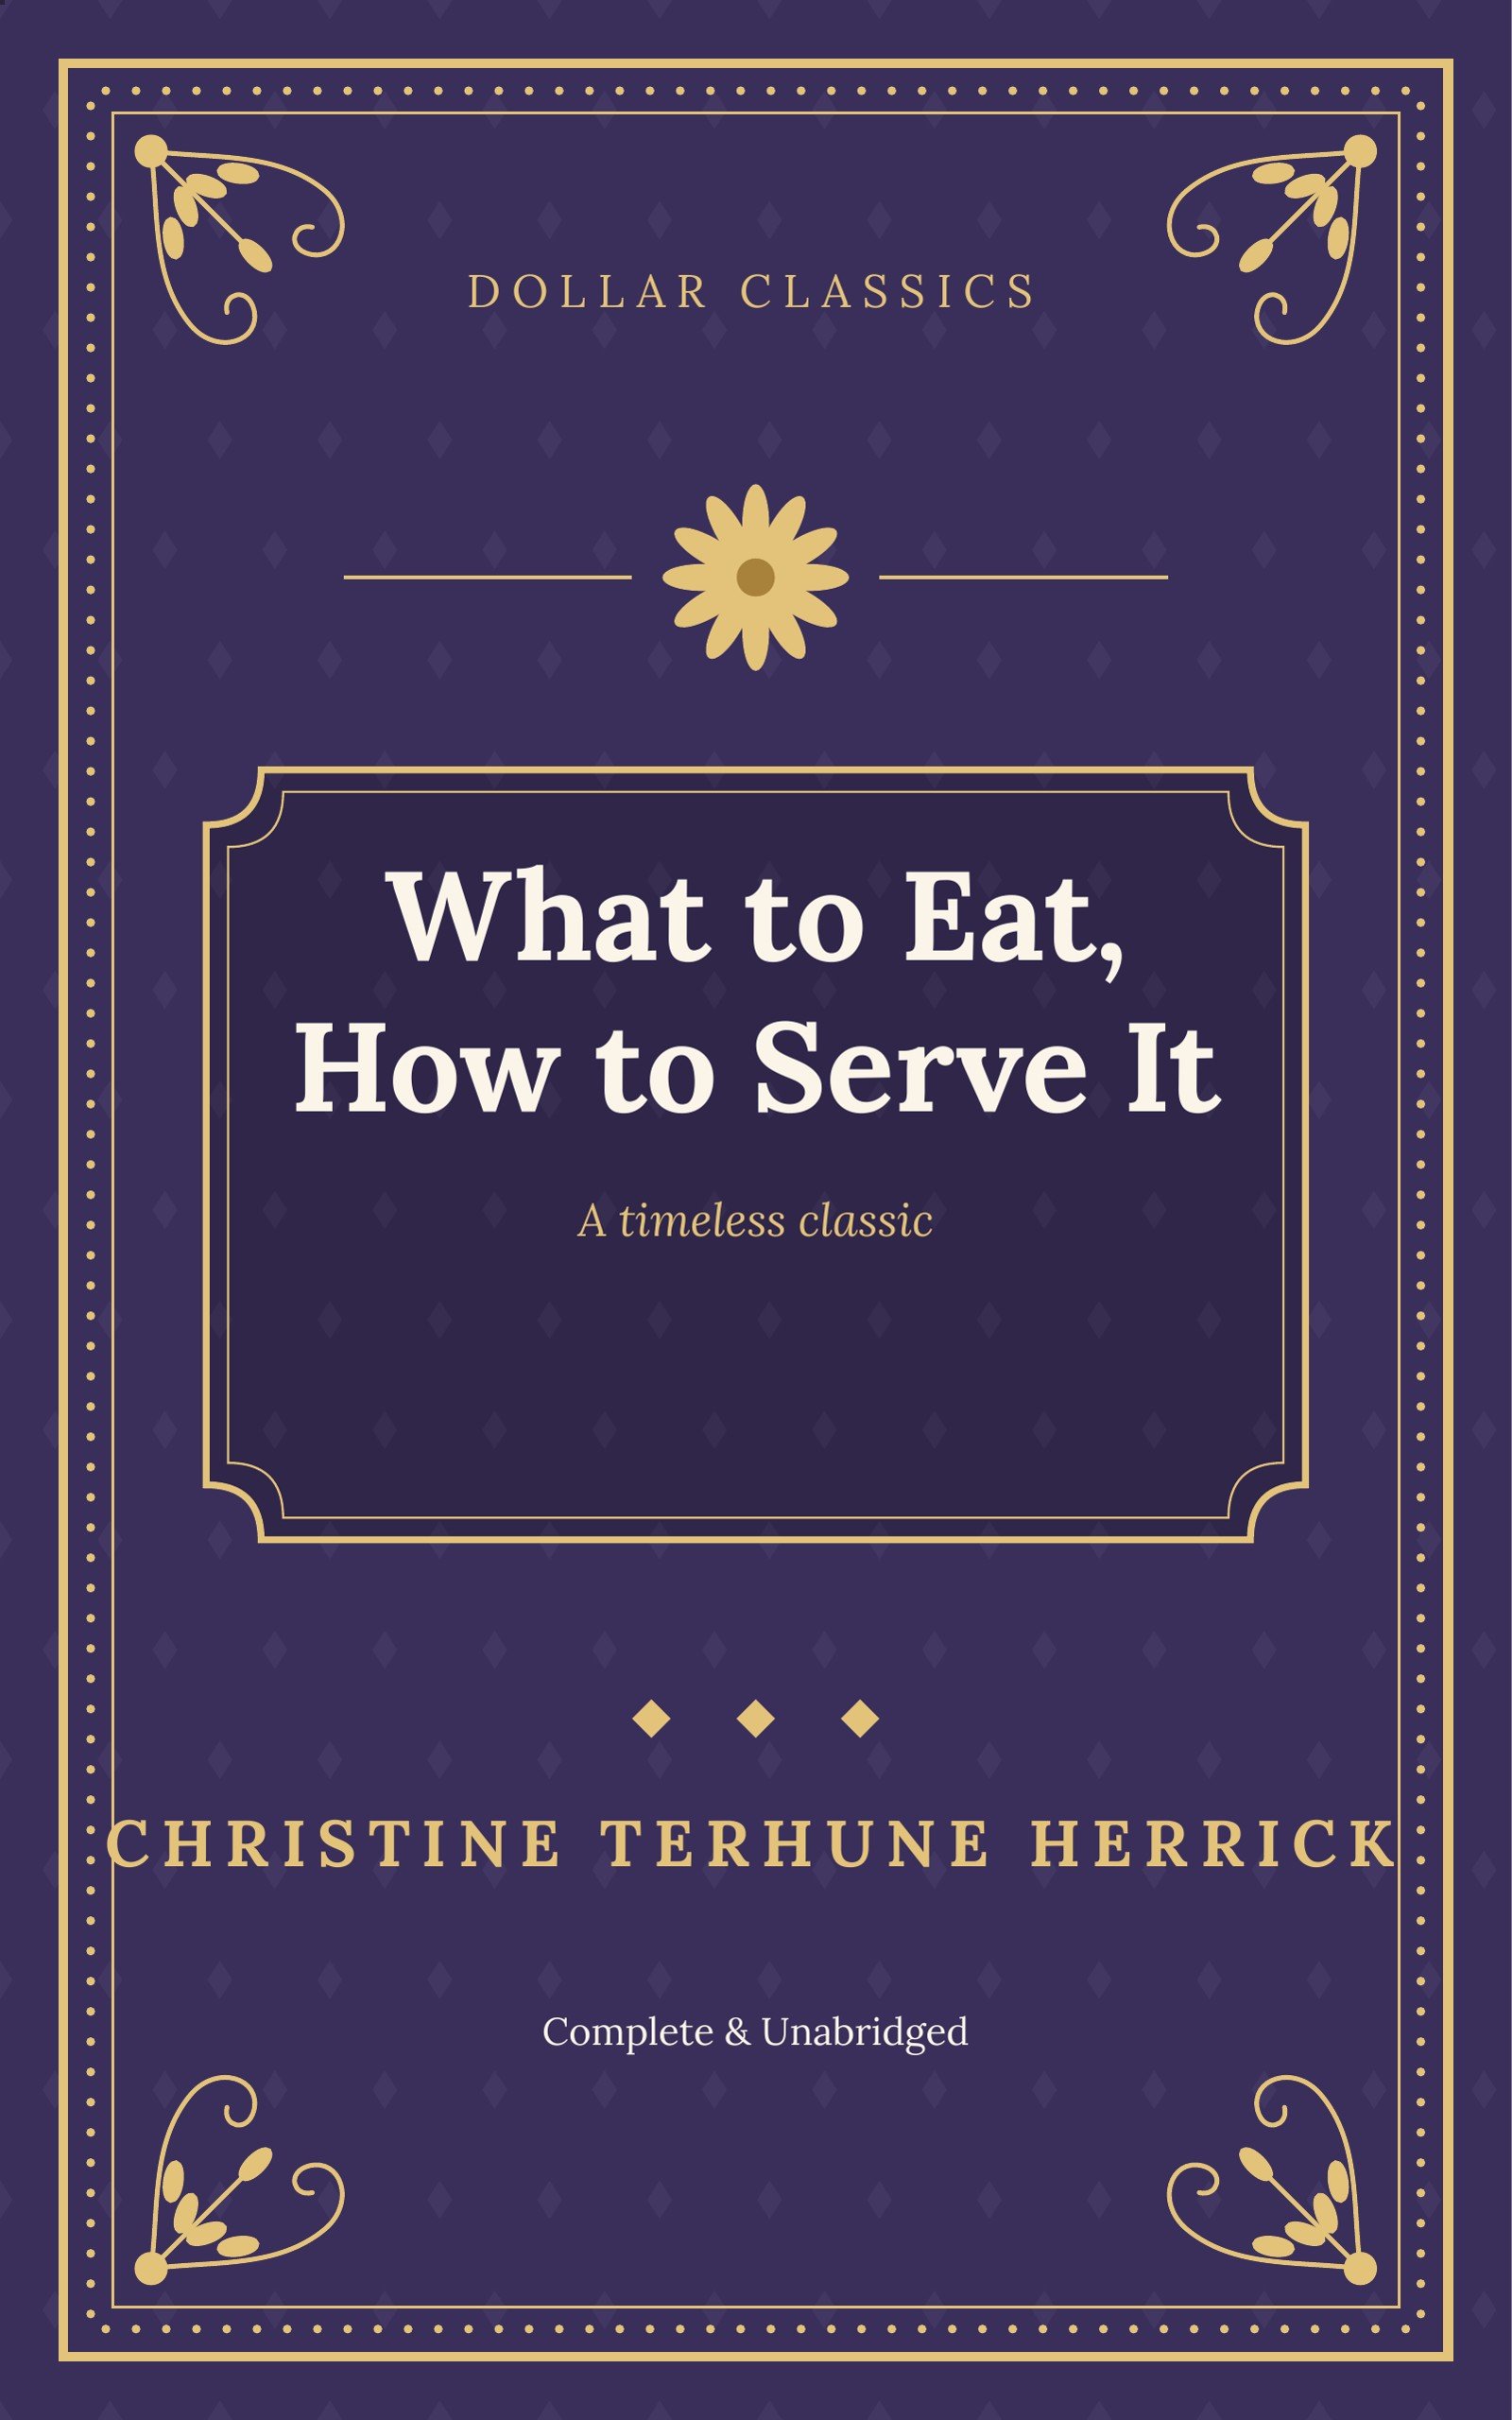 DOLLAR CLASSICS
What to Eat,
How to Serve It
A timeless classic
CHRISTINE TERHUNE HERRICK
Complete & Unabridged